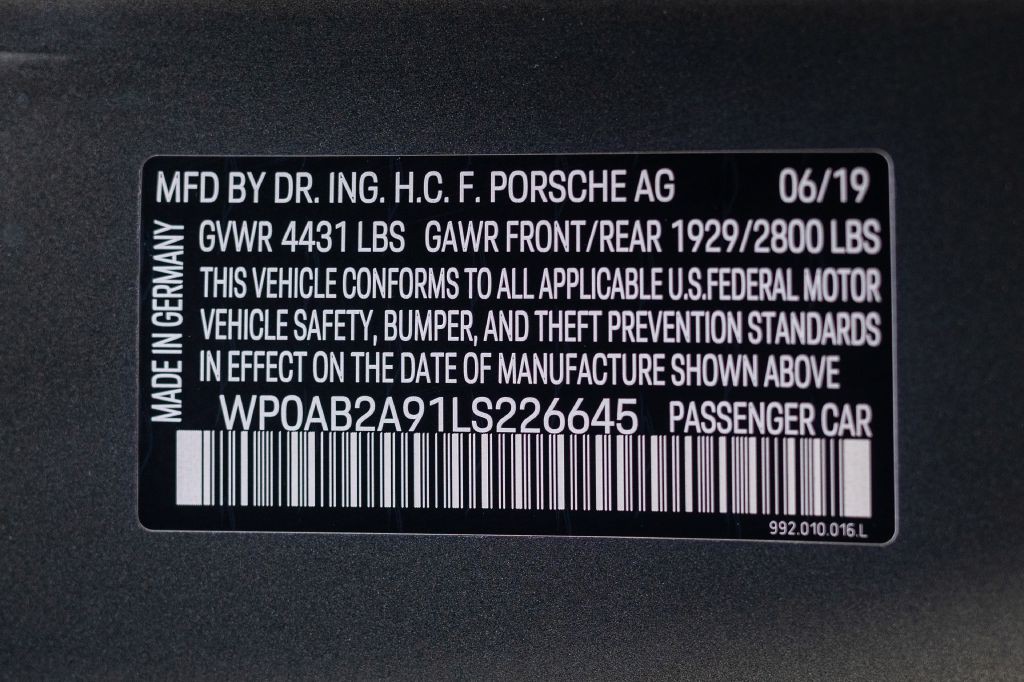 MFD BY DR. ING. H.C. F. PORSCHE AG 06/19
MADE IN GERMANY
GVWR 4431 LBS GAWR FRONT/REAR 1929/2800 LBS
THIS VEHICLE CONFORMS TO ALL APPLICABLE U.S.FEDERAL MOTOR
VEHICLE SAFETY, BUMPER, AND THEFT PREVENTION STANDARDS
IN EFFECT ON THE DATE OF MANUFACTURE SHOWN ABOVE
WP0AB2A91LS226645 PASSENGER CAR
992.010.016.L